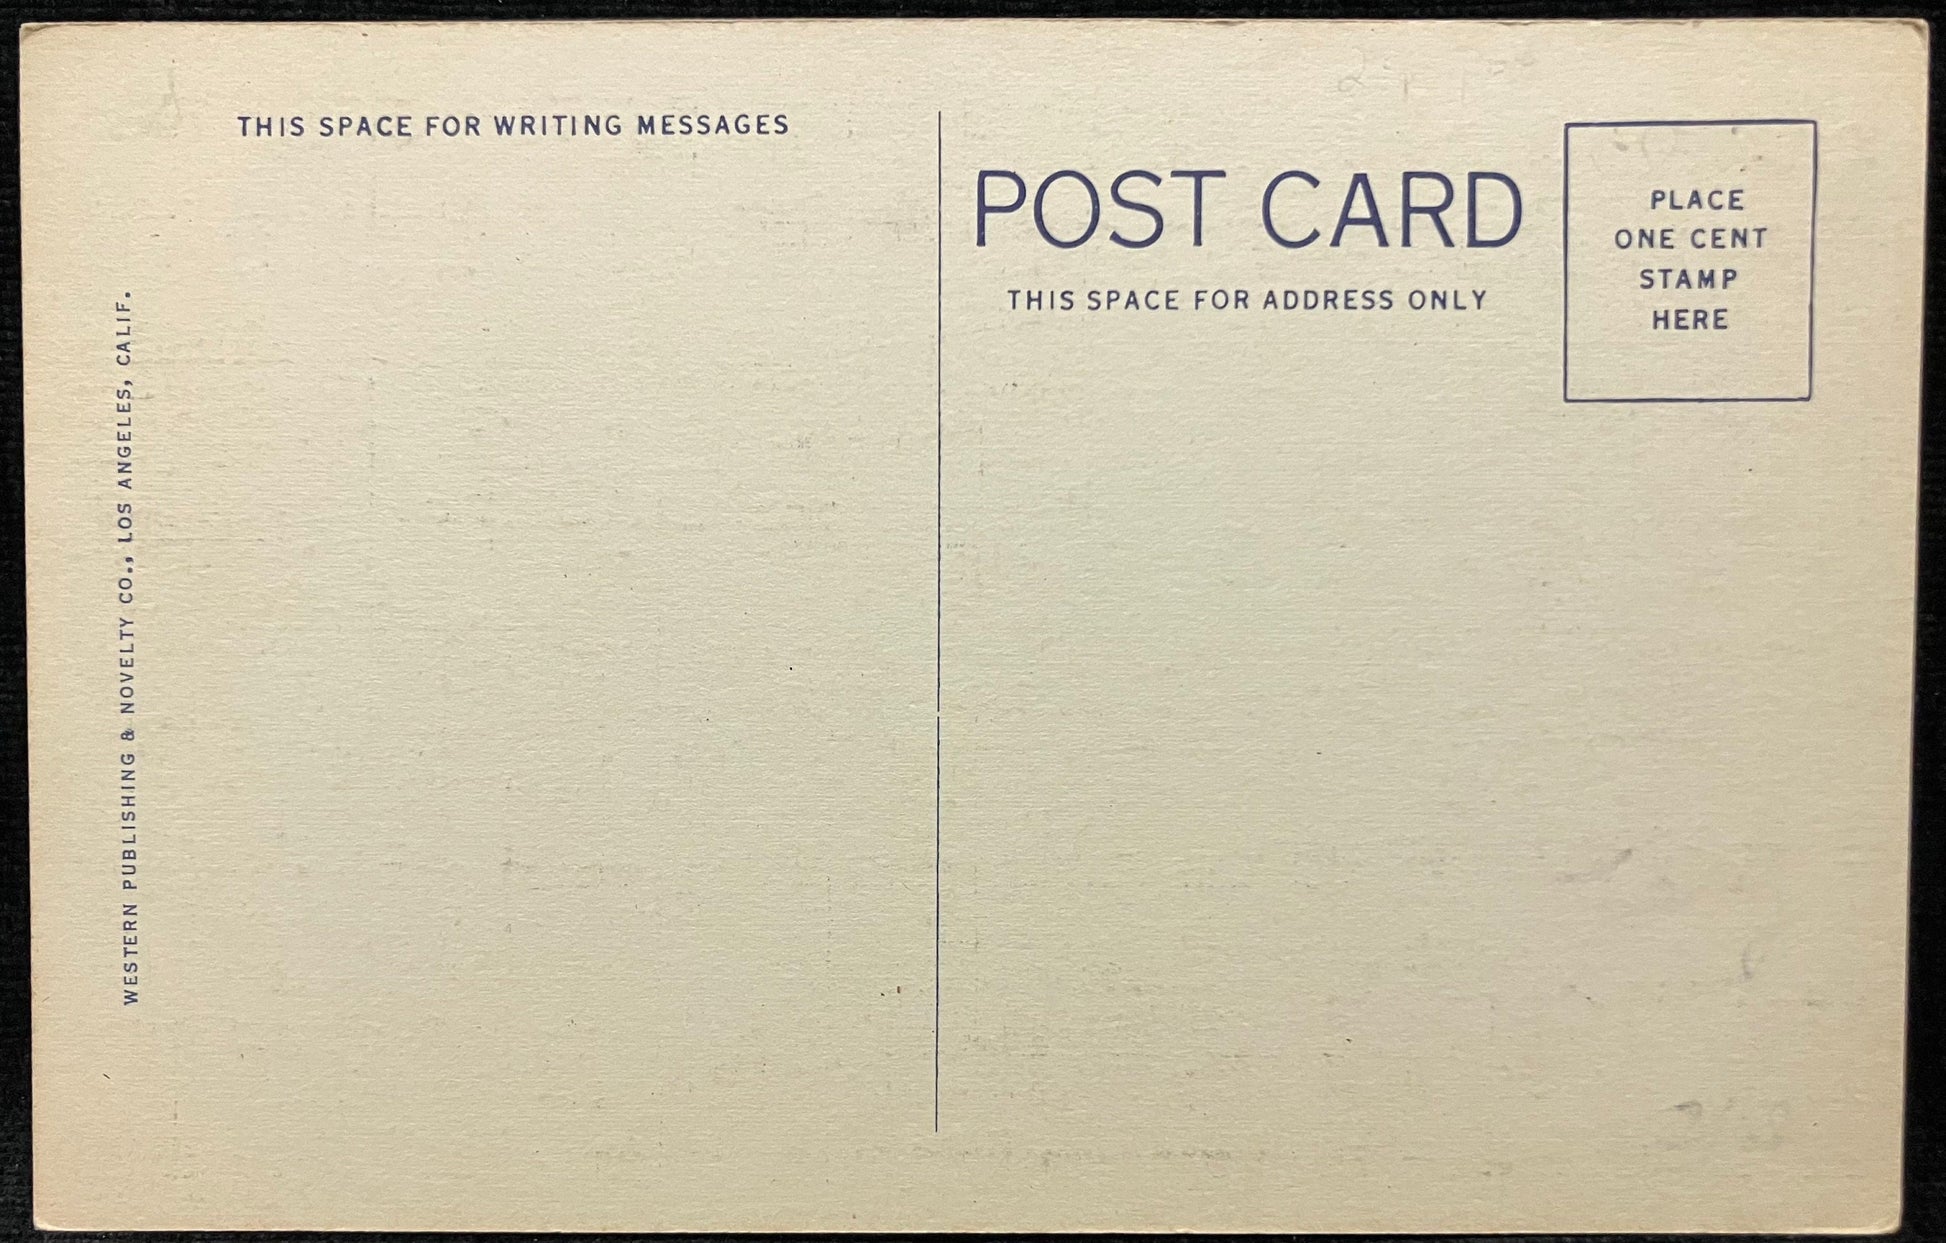 THIS SPACE FOR WRITING MESSAGES
POST CARD
THIS SPACE FOR ADDRESS ONLY
PLACE
ONE CENT
STAMP
HERE
WESTERN PUBLISHING & NOVELTY CO., LOS ANGELES, CALIF.